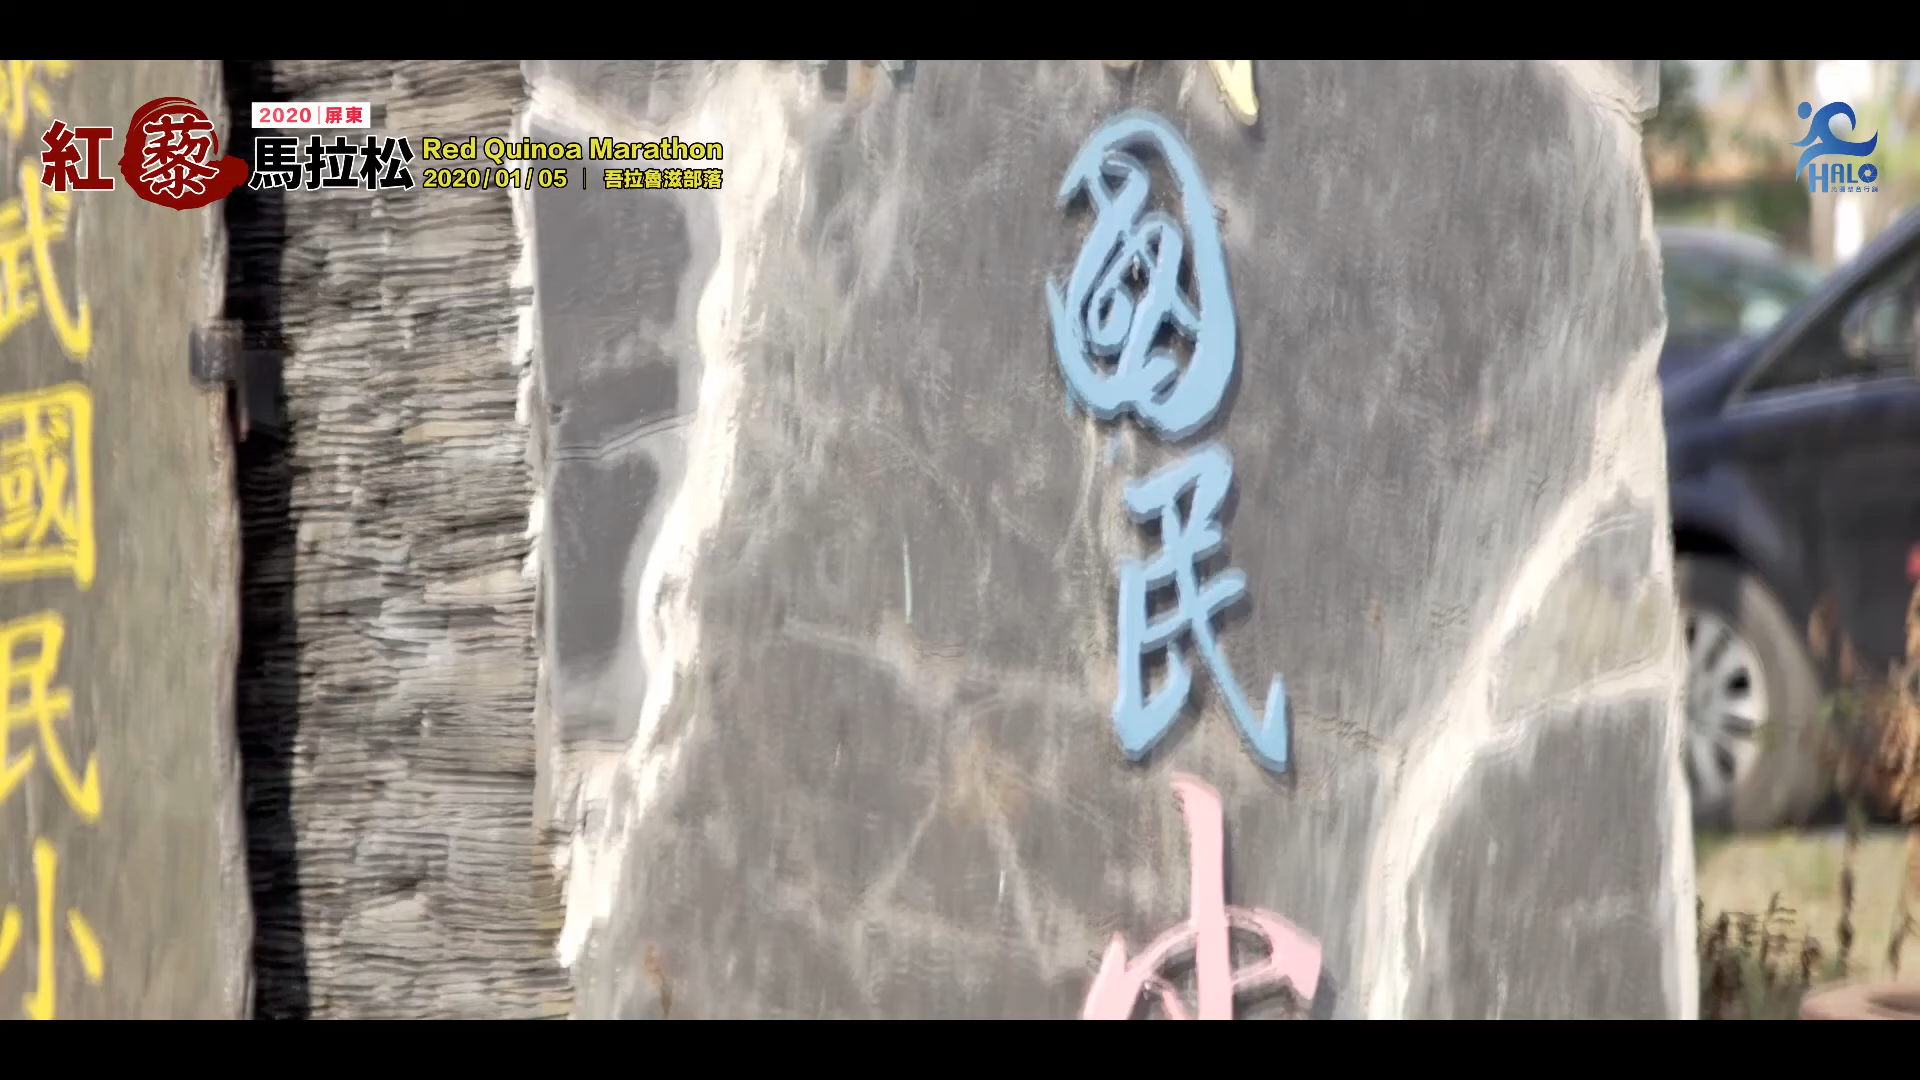 紅藜
2020|屏東
馬拉松
Red Quinoa Marathon
2020/01/05 | 吾拉魯滋部落
HALO
武國民小
國民中